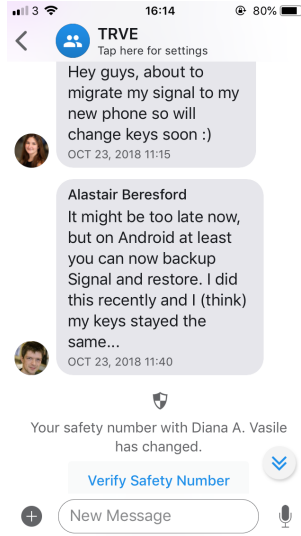 3 16:14 80%
TRVE
Tap here for settings
Hey guys, about to
migrate my signal to my
new phone so will
change keys soon :)
OCT 23, 2018 11:15
Alastair Beresford
It might be too late now,
but on Android at least
you can now backup
Signal and restore. I did
this recently and I (think)
my keys stayed the
same...
OCT 23, 2018 11:40
Your safety number with Diana A. Vasile
has changed.
Verify Safety Number
New Message